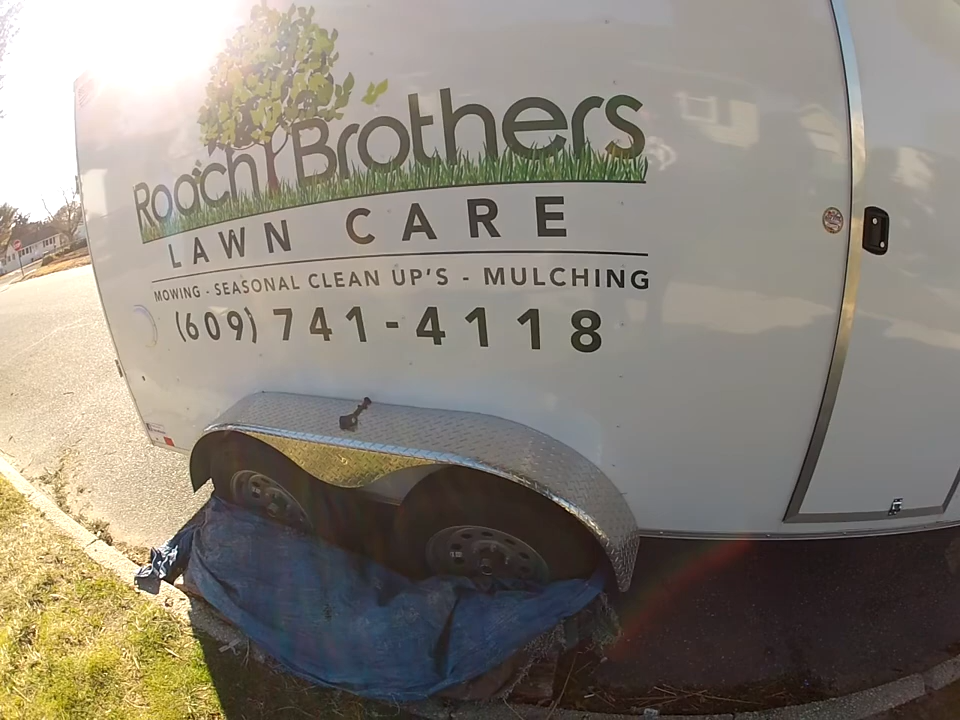 Roach Brothers
LAWN CARE
MOWING - SEASONAL CLEAN UP'S - MULCHING
(609) 741-4118